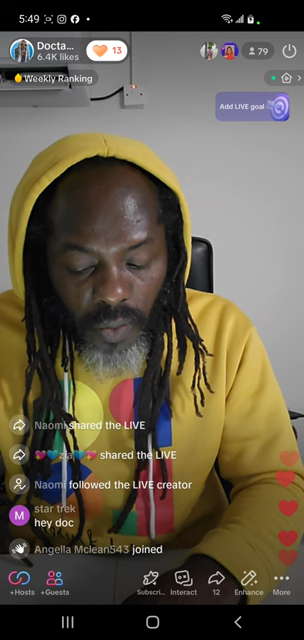 5:49
Docta...
13
6.4K likes
79
Weekly Ranking
Add LIVE goal
Naomi shared the LIVE
shared the LIVE
Naomi followed the LIVE creator
M
star trek
hey doc
Angella Mclean543 joined
+Hosts
+Guests
Subscri...
Interact
12
Enhance
More